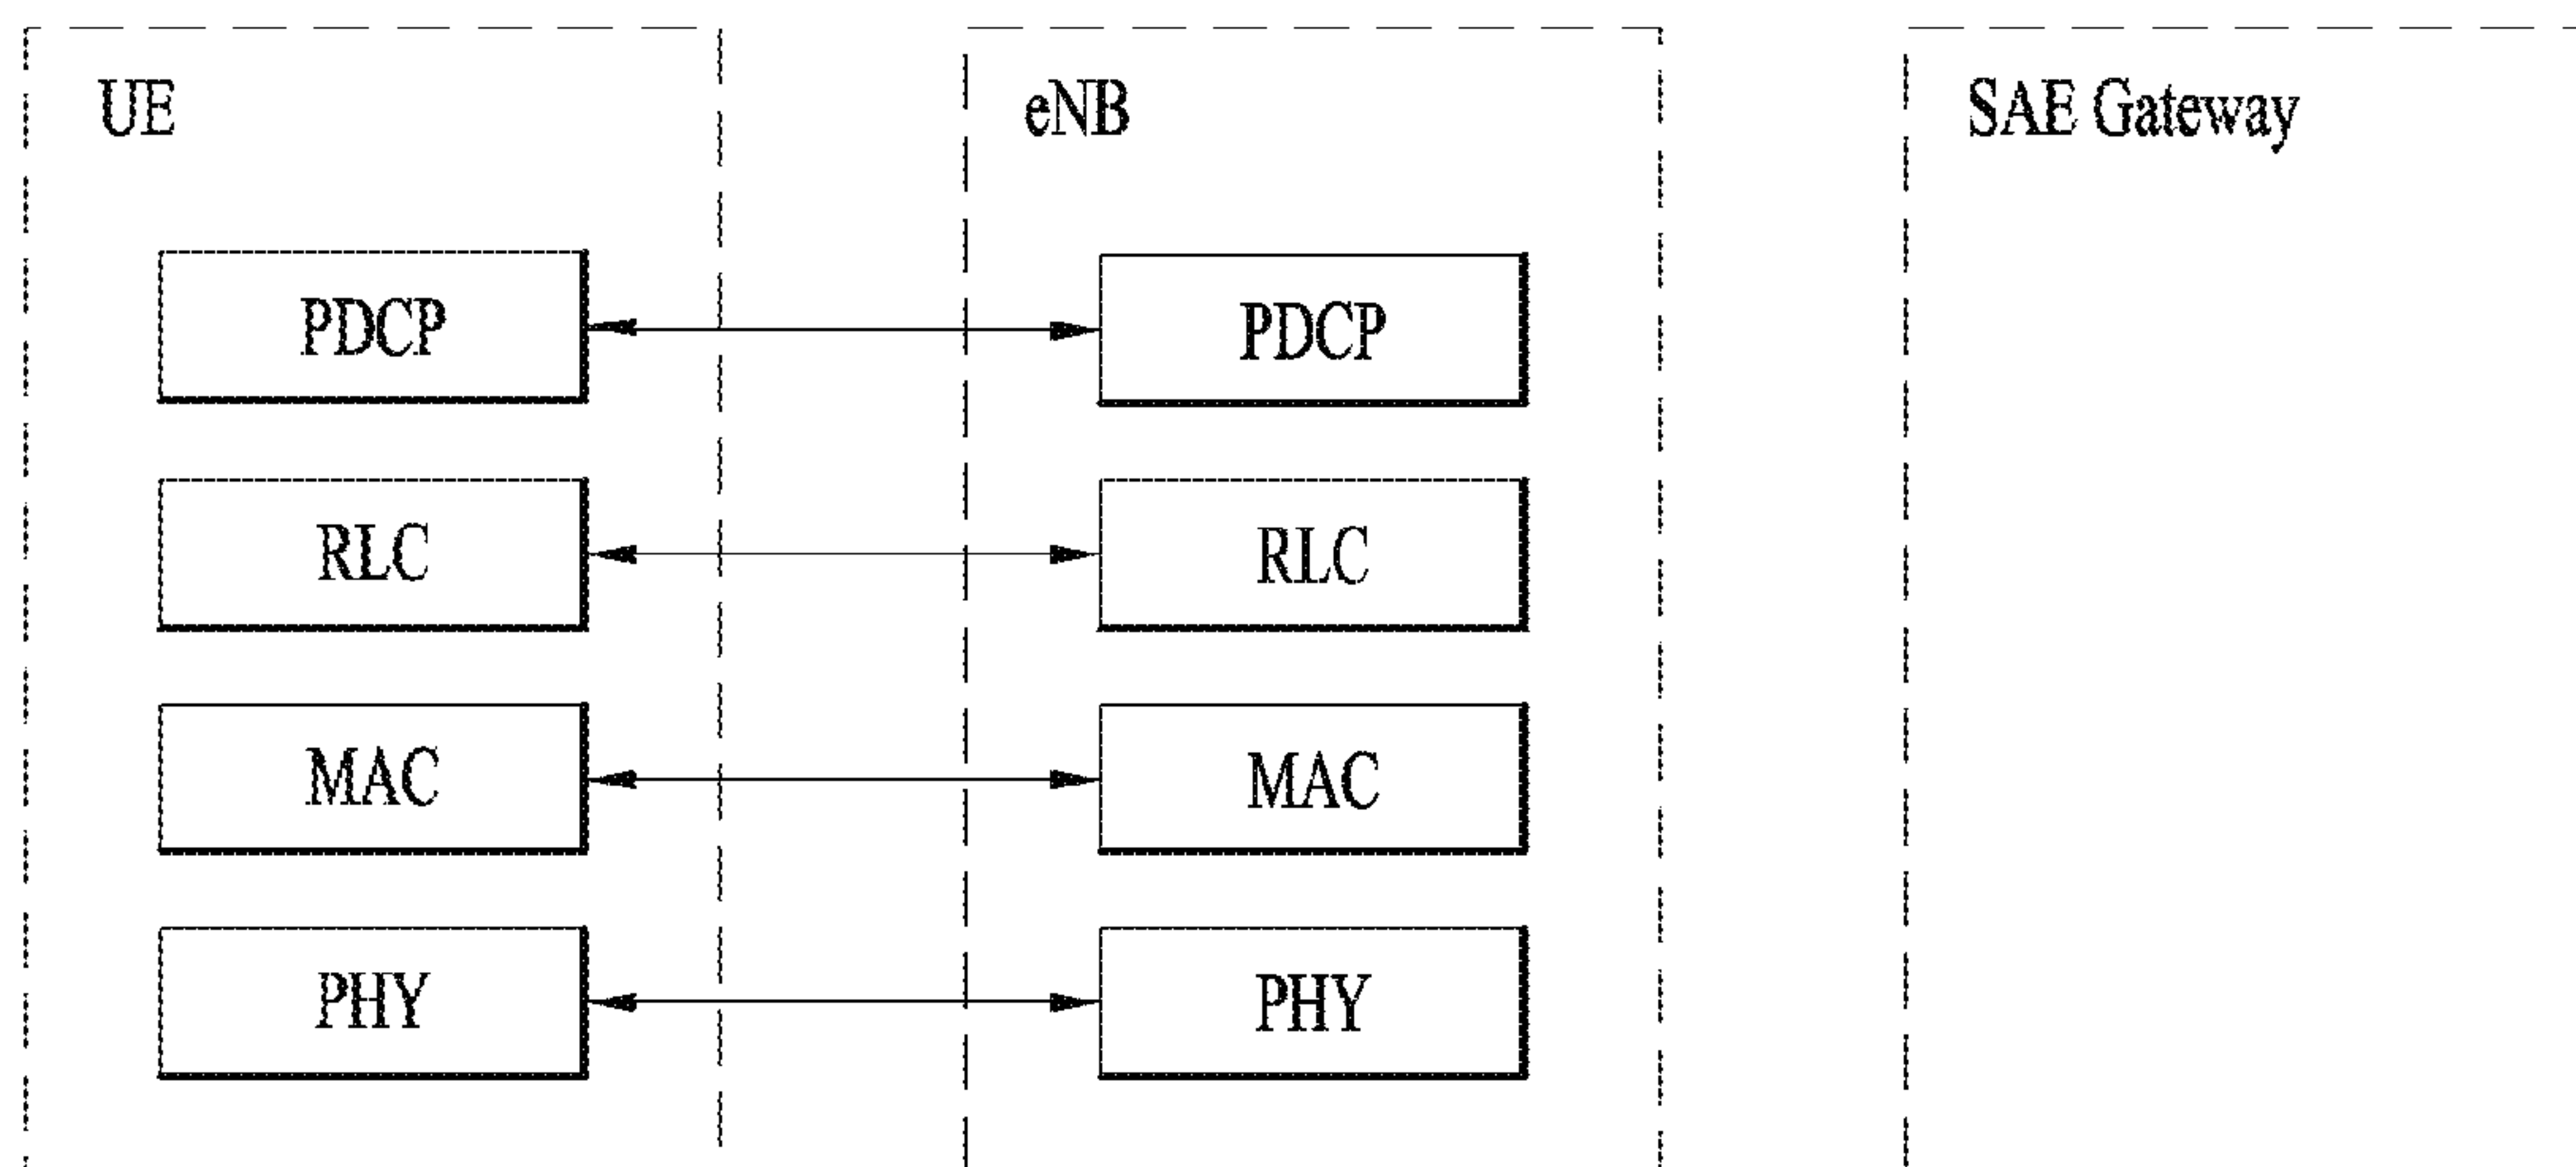 UE
eNB
SAE Gateway
PDCP
PDCP
RLC
RLC
MAC
MAC
PHY
PHY